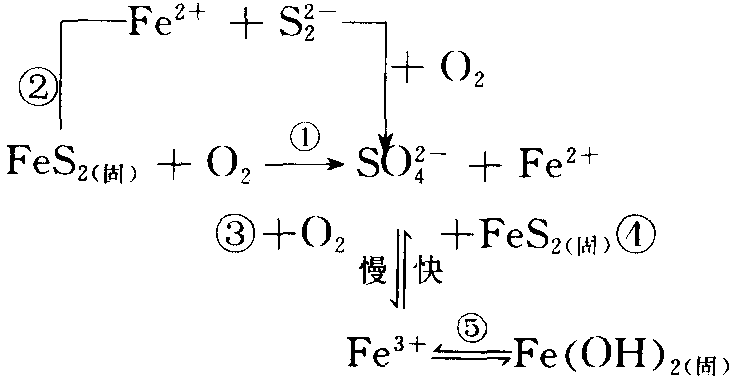 Fe²⁺ + S₂²⁻
② + O₂
FeS₂(固) + O₂ ①→ SO₄²⁻ + Fe²⁺
③+O₂ 慢 ⇌ 快 +FeS₂(固)④
Fe³⁺ ⑤⇌ Fe(OH)₂(固)